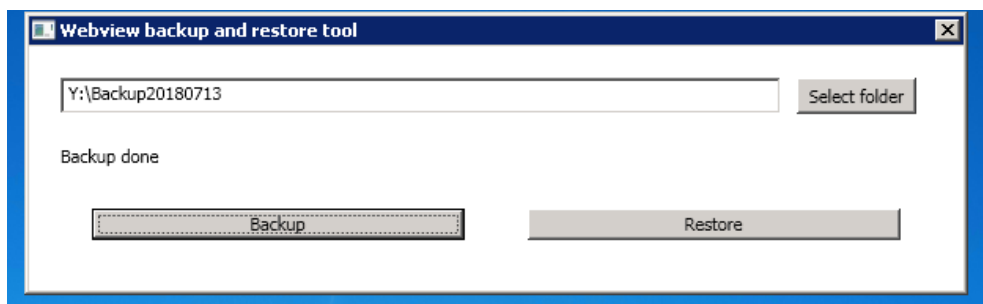 Webview backup and restore tool
Y:\Backup20180713
Select folder
Backup done
Backup
Restore